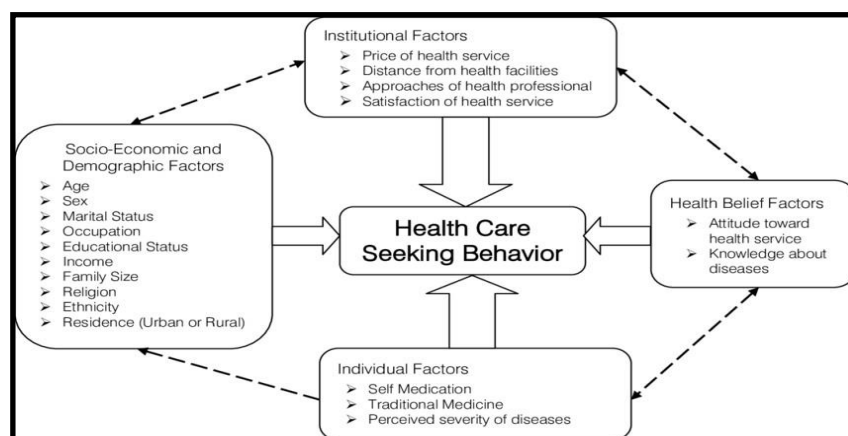 Institutional Factors
➢ Price of health service
➢ Distance from health facilities
➢ Approaches of health professional
➢ Satisfaction of health service
Socio-Economic and
Demographic Factors
➢ Age
➢ Sex
➢ Marital Status
➢ Occupation
➢ Educational Status
➢ Income
➢ Family Size
➢ Religion
➢ Ethnicity
➢ Residence (Urban or Rural)
Health Care
Seeking Behavior
Health Belief Factors
➢ Attitude toward
health service
➢ Knowledge about
diseases
Individual Factors
➢ Self Medication
➢ Traditional Medicine
➢ Perceived severity of diseases